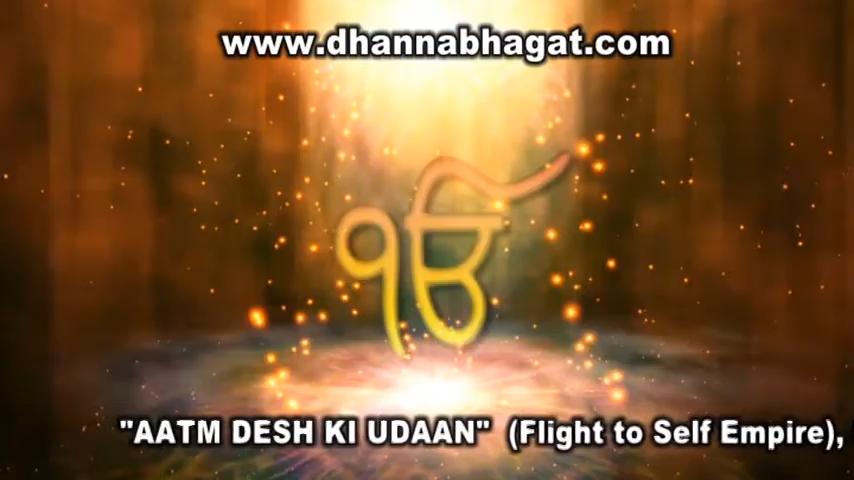 www.dhannabhagat.com
ੴ
"AATM DESH KI UDAAN" (Flight to Self Empire),